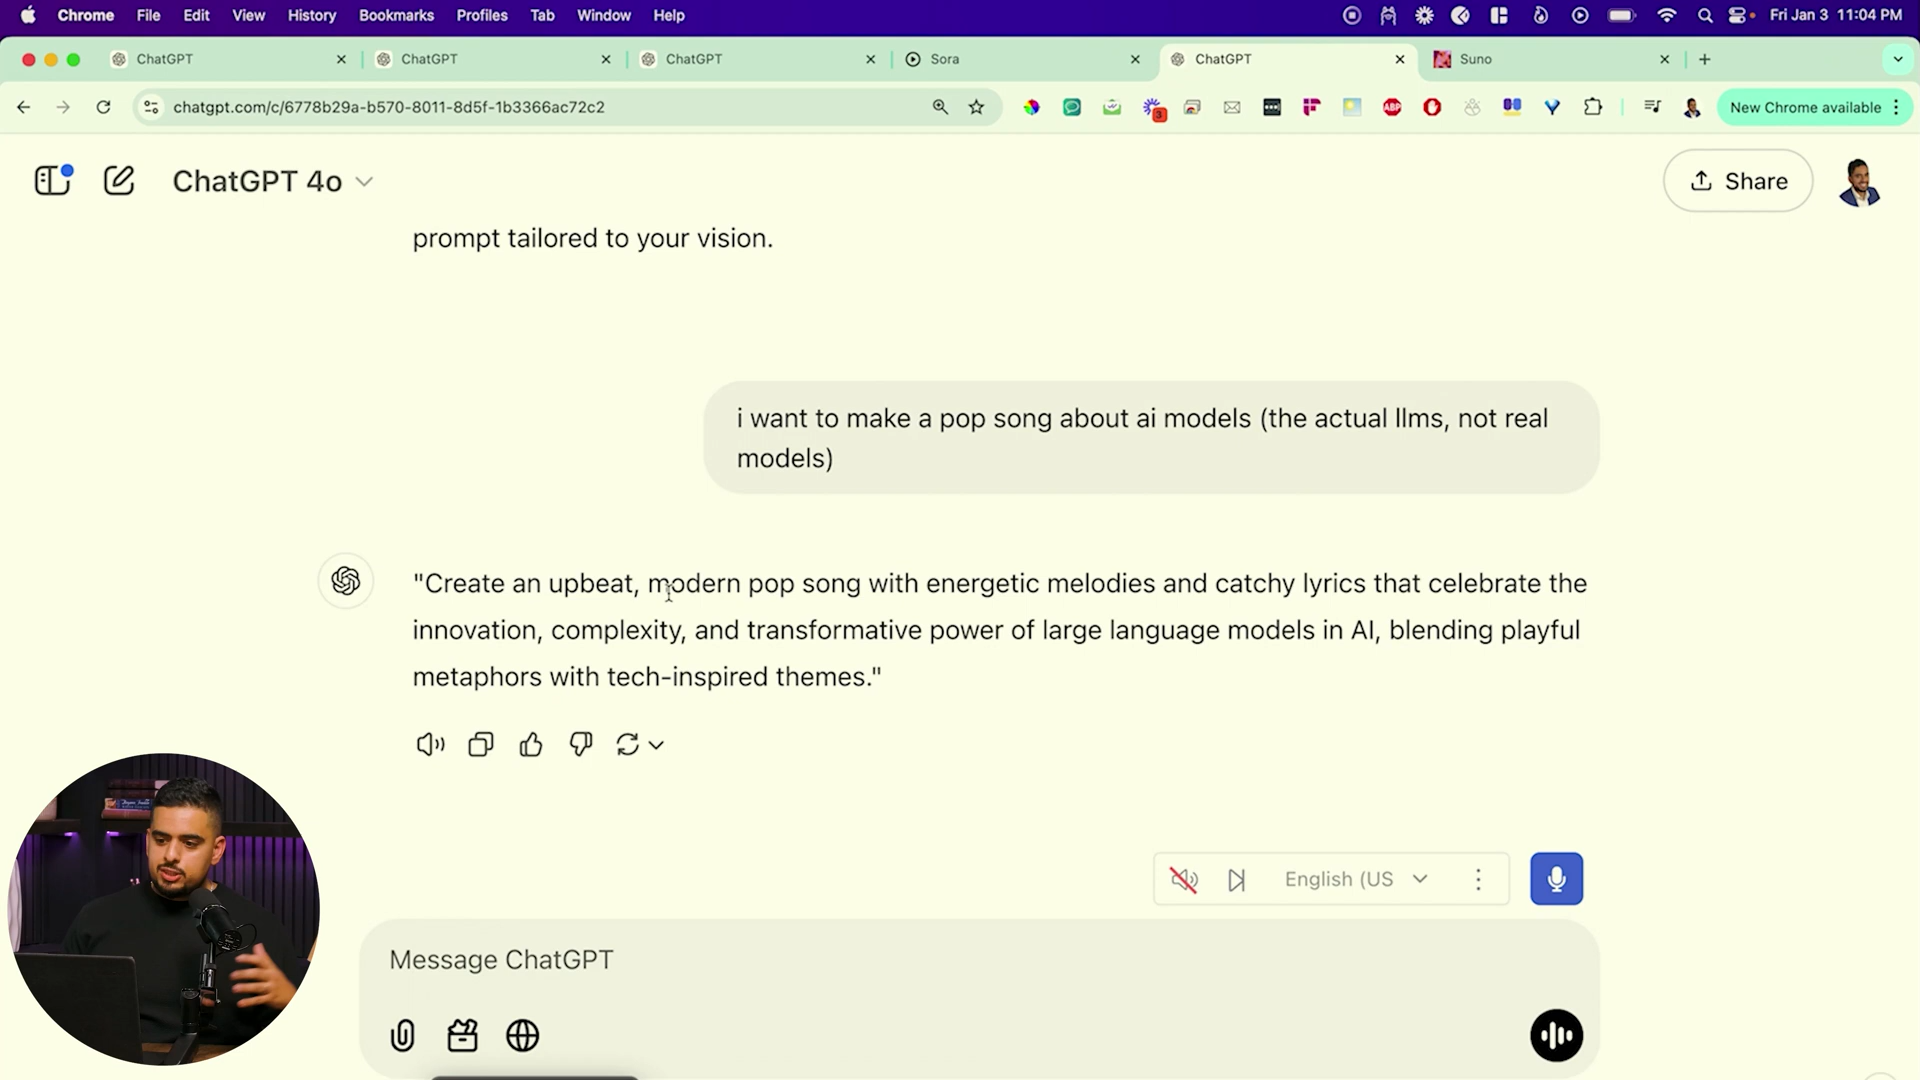 Chrome File Edit View History Bookmarks Profiles Tab Window Help Fri Jan 3 11:04 PM
ChatGPT ChatGPT ChatGPT Sora ChatGPT Suno
chatgpt.com/c/6778b29a-b570-8011-8d5f-1b3366ac72c2 ABP 3 New Chrome available
ChatGPT 4o Share
prompt tailored to your vision.
i want to make a pop song about ai models (the actual llms, not real
models)
"Create an upbeat, modern pop song with energetic melodies and catchy lyrics that celebrate the
innovation, complexity, and transformative power of large language models in AI, blending playful
metaphors with tech-inspired themes."
English (US
Message ChatGPT